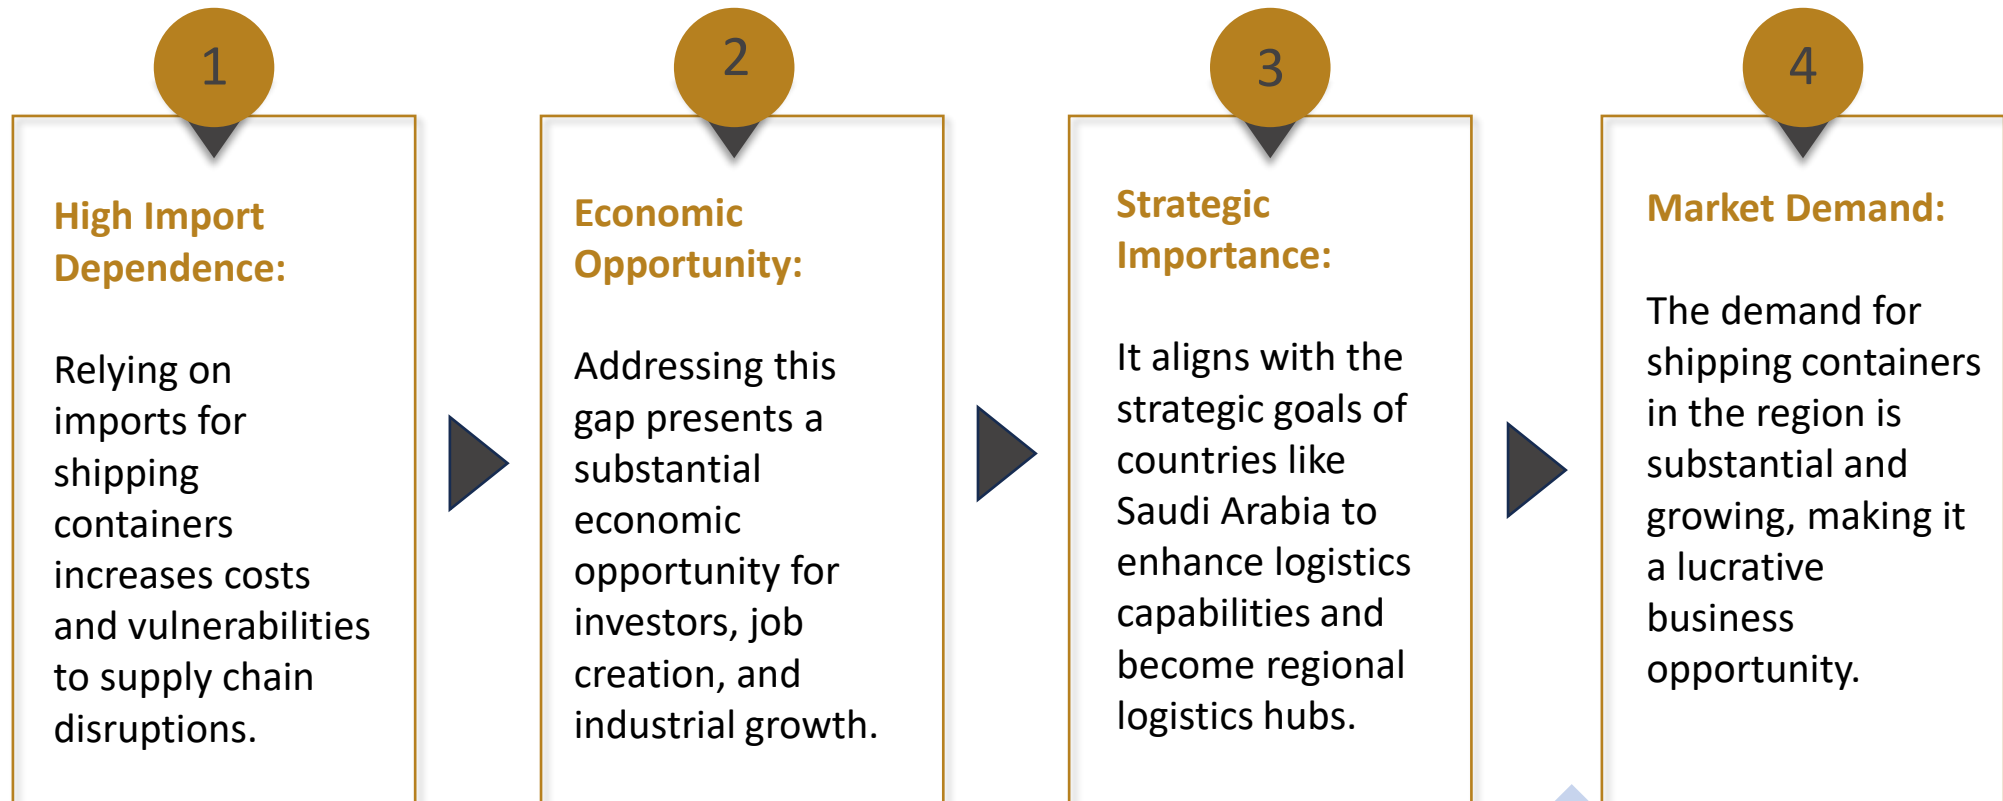 1
High Import
Dependence:
Relying on
imports for
shipping
containers
increases costs
and vulnerabilities
to supply chain
disruptions.
2
Economic
Opportunity:
Addressing this
gap presents a
substantial
economic
opportunity for
investors, job
creation, and
industrial growth.
3
Strategic
Importance:
It aligns with the
strategic goals of
countries like
Saudi Arabia to
enhance logistics
capabilities and
become regional
logistics hubs.
4
Market Demand:
The demand for
shipping containers
in the region is
substantial and
growing, making it
a lucrative
business
opportunity.